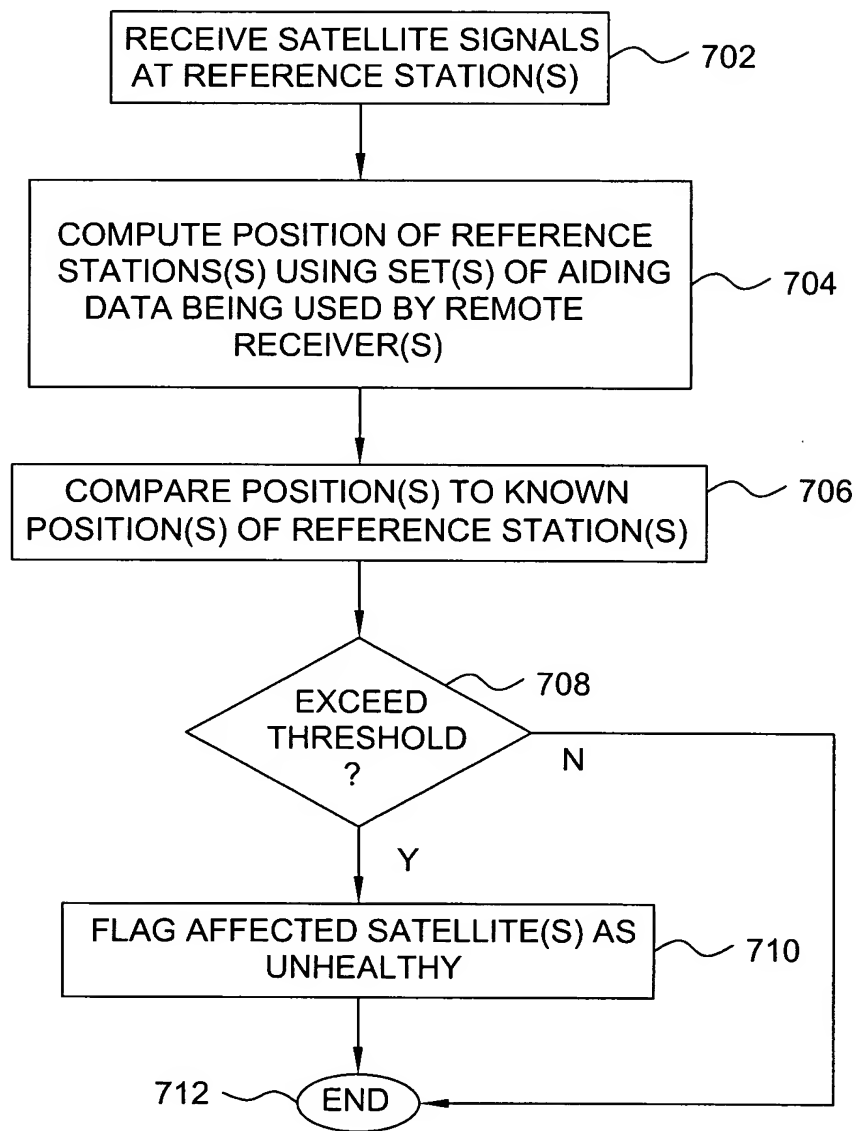 RECEIVE SATELLITE SIGNALS
AT REFERENCE STATION(S)
702
COMPUTE POSITION OF REFERENCE
STATIONS(S) USING SET(S) OF AIDING
DATA BEING USED BY REMOTE
RECEIVER(S)
704
COMPARE POSITION(S) TO KNOWN
POSITION(S) OF REFERENCE STATION(S)
706
EXCEED
THRESHOLD
?
708
N
Y
FLAG AFFECTED SATELLITE(S) AS
UNHEALTHY
710
712
END